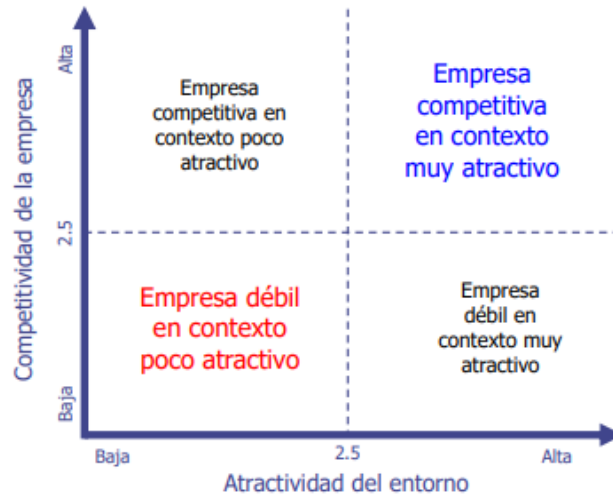 Competitividad de la empresa
Alta
2.5
Baja
Empresa
competitiva en
contexto poco
atractivo
Empresa
competitiva
en contexto
muy atractivo
Empresa débil
en contexto
poco atractivo
Empresa
débil en
contexto muy
atractivo
Baja
2.5
Alta
Atractividad del entorno